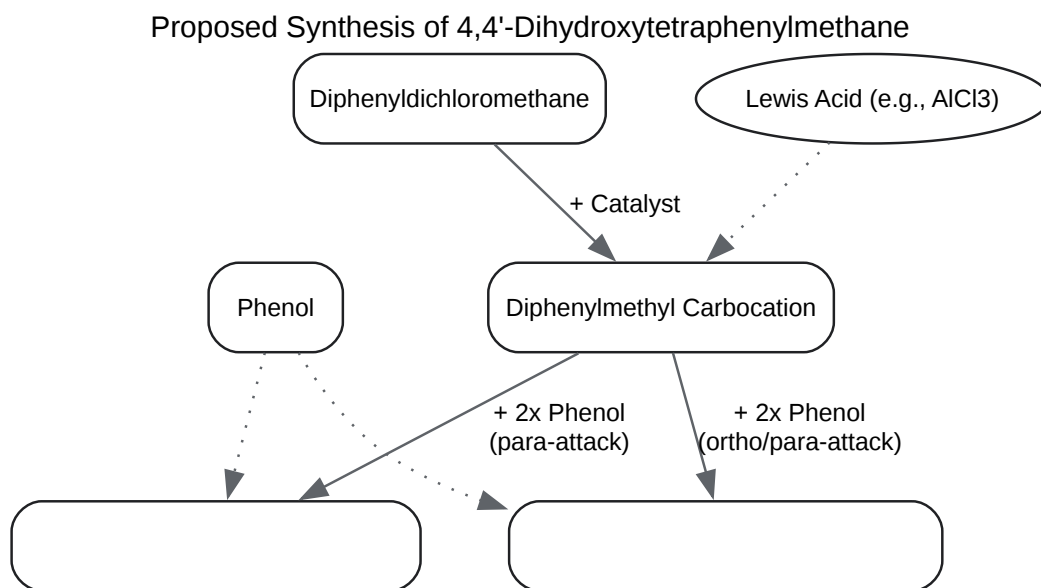 Proposed Synthesis of 4,4'-Dihydroxytetraphenylmethane
Diphenyldichloromethane
Lewis Acid (e.g., AlCl3)
+ Catalyst
Phenol
Diphenylmethyl Carbocation
+ 2x Phenol
(para-attack)
+ 2x Phenol
(ortho/para-attack)